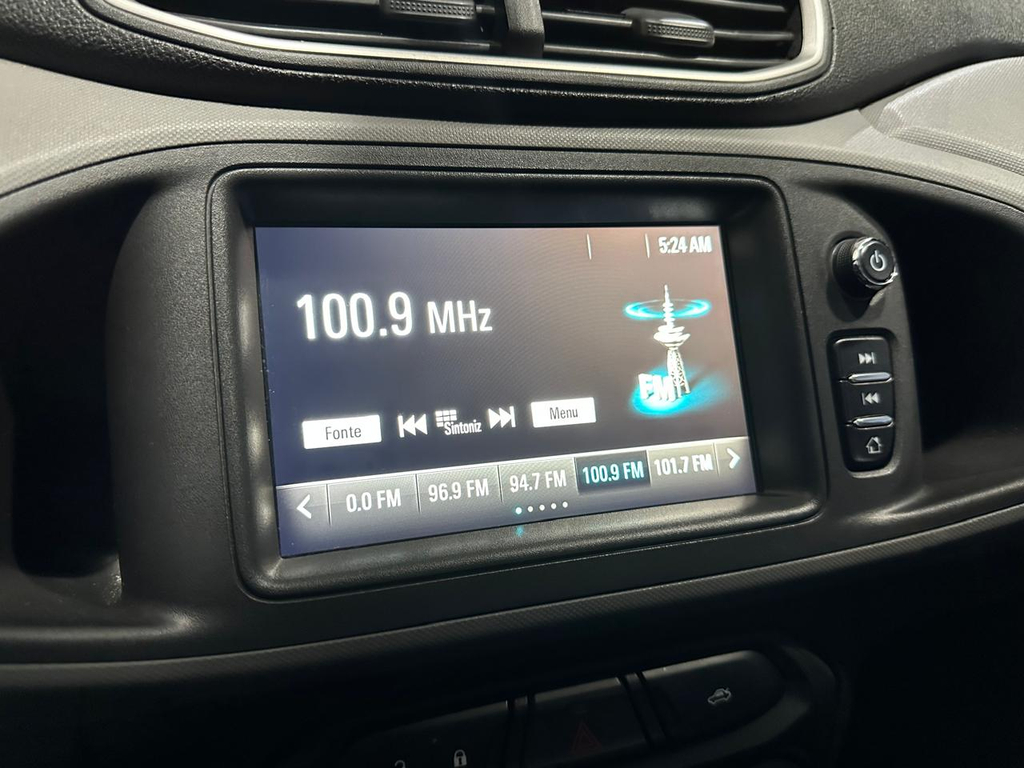 5:24 AM
100.9 MHz
FM
Fonte
Sintoniz
Menu
0.0 FM
96.9 FM
94.7 FM
100.9 FM
101.7 FM